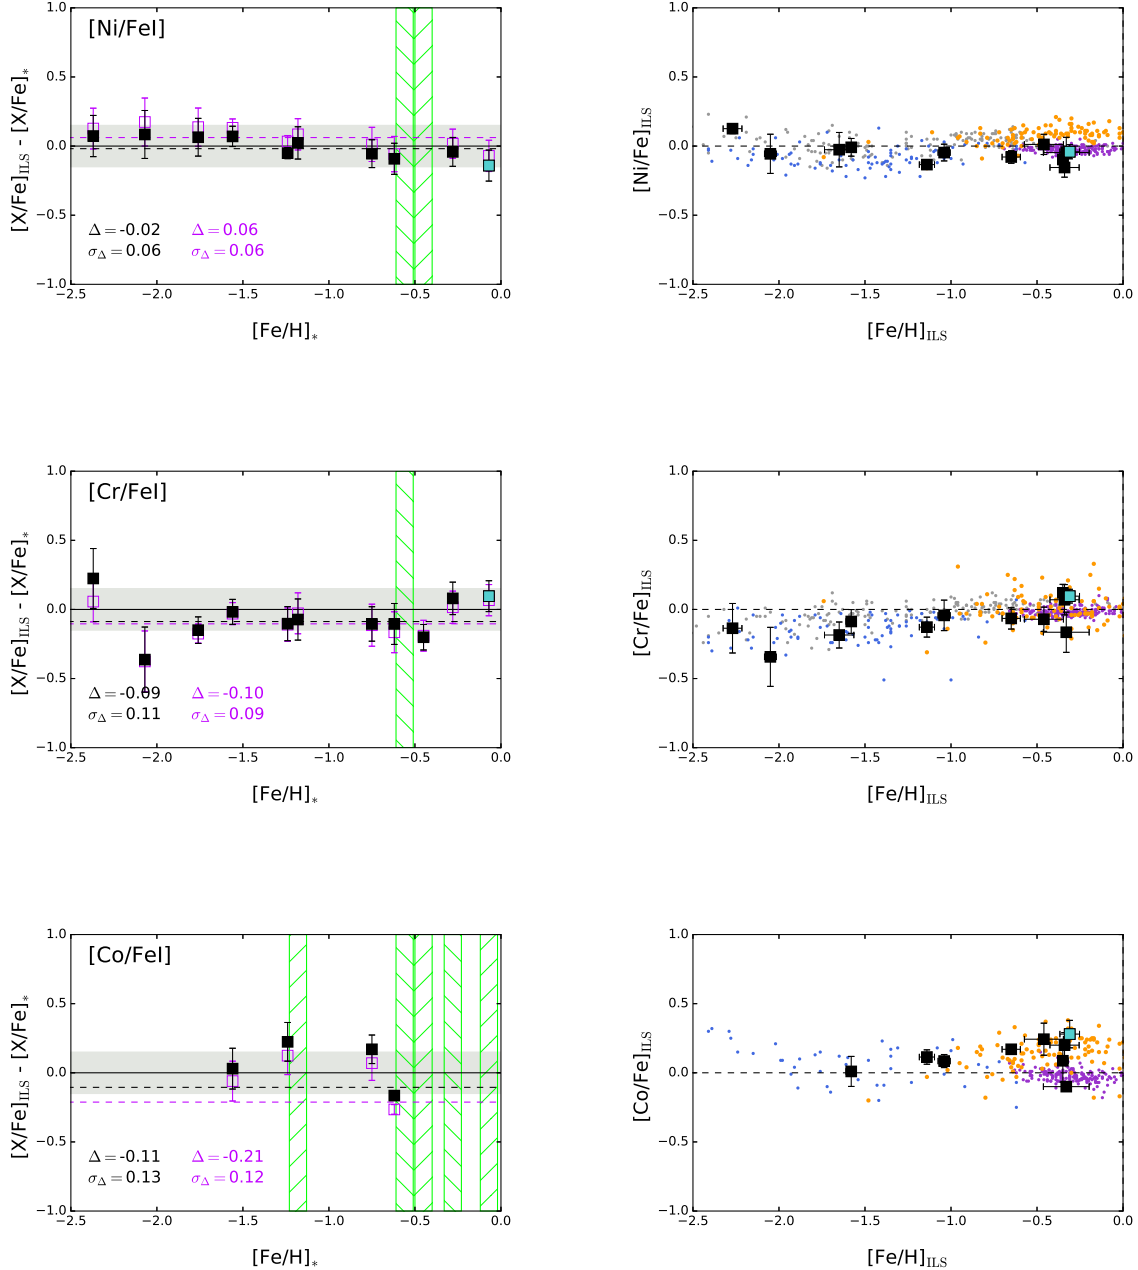 [Ni/FeI]
1.0
0.5
0.0
−0.5
−1.0
[X/Fe]ILS - [X/Fe]*
Δ = -0.02 Δ = 0.06
σΔ = 0.06 σΔ = 0.06
−2.5 −2.0 −1.5 −1.0 −0.5 0.0
[Fe/H]*
1.0
0.5
0.0
−0.5
−1.0
[Ni/Fe]ILS
−2.5 −2.0 −1.5 −1.0 −0.5 0.0
[Fe/H]ILS
[Cr/FeI]
1.0
0.5
0.0
−0.5
−1.0
[X/Fe]ILS - [X/Fe]*
Δ = -0.09 Δ = -0.10
σΔ = 0.11 σΔ = 0.09
−2.5 −2.0 −1.5 −1.0 −0.5 0.0
[Fe/H]*
1.0
0.5
0.0
−0.5
−1.0
[Cr/Fe]ILS
−2.5 −2.0 −1.5 −1.0 −0.5 0.0
[Fe/H]ILS
[Co/FeI]
1.0
0.5
0.0
−0.5
−1.0
[X/Fe]ILS - [X/Fe]*
Δ = -0.11 Δ = -0.21
σΔ = 0.13 σΔ = 0.12
−2.5 −2.0 −1.5 −1.0 −0.5 0.0
[Fe/H]*
1.0
0.5
0.0
−0.5
−1.0
[Co/Fe]ILS
−2.5 −2.0 −1.5 −1.0 −0.5 0.0
[Fe/H]ILS